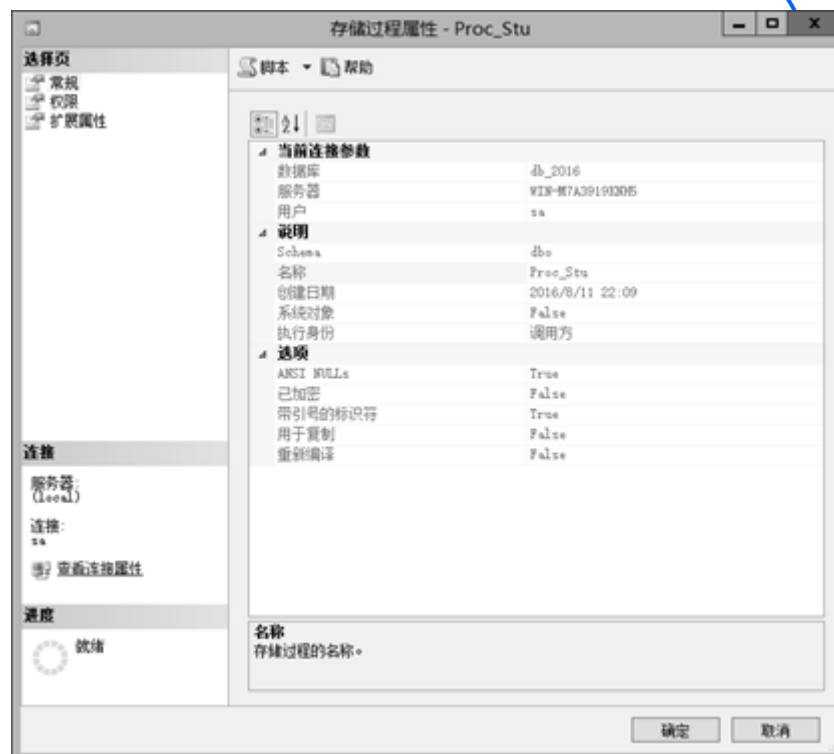 存储过程属性 - Proc_Stu
选择页
常规
权限
扩展属性
脚本 帮助
当前连接参数
数据库 db_2016
服务器
用户 sa
说明
Schema dbo
名称 Proc_Stu
创建日期 2016/8/11 22:09
系统对象 False
执行身份 调用方
选项
ANSI NULLs True
已加密 False
带引号的标识符 True
用于复制 False
重新编译 False
连接
服务器:
(local)
连接:
sa
查看连接属性
进度
就绪
名称
存储过程的名称。
确定 取消